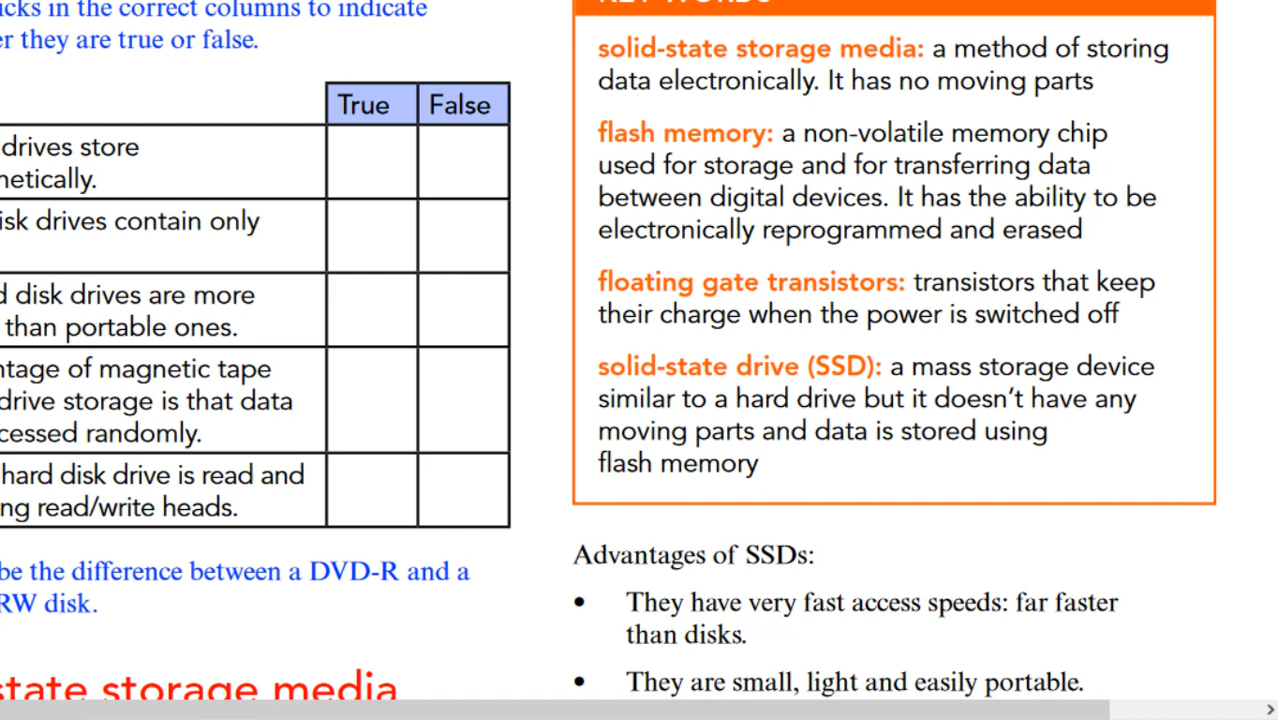 icks in the correct columns to indicate
er they are true or false.
True False
drives store
netically.
isk drives contain only
d disk drives are more
than portable ones.
ntage of magnetic tape
drive storage is that data
cessed randomly.
hard disk drive is read and
ng read/write heads.
be the difference between a DVD-R and a
RW disk.
state storage media
KEY WORDS
solid-state storage media: a method of storing
data electronically. It has no moving parts
flash memory: a non-volatile memory chip
used for storage and for transferring data
between digital devices. It has the ability to be
electronically reprogrammed and erased
floating gate transistors: transistors that keep
their charge when the power is switched off
solid-state drive (SSD): a mass storage device
similar to a hard drive but it doesn't have any
moving parts and data is stored using
flash memory
Advantages of SSDs:
• They have very fast access speeds: far faster
than disks.
• They are small, light and easily portable.